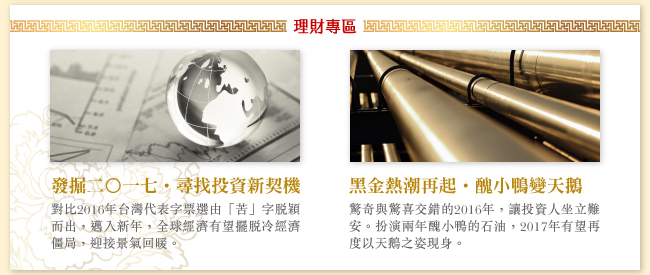 理財專區
發掘二〇一七・尋找投資新契機
對比2016年台灣代表字票選由「苦」字脫穎
而出，邁入新年，全球經濟有望擺脫冷經濟
僵局，迎接景氣回暖。
黑金熱潮再起・醜小鴨變天鵝
驚奇與驚喜交錯的2016年，讓投資人坐立難
安。扮演兩年醜小鴨的石油，2017年有望再
度以天鵝之姿現身。